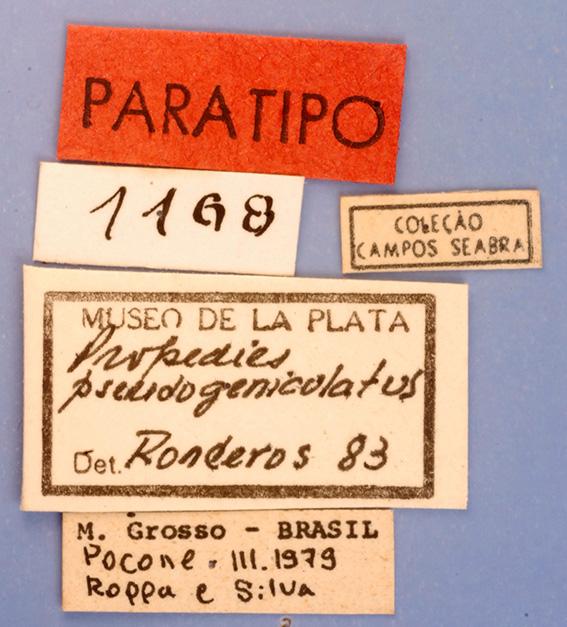 PARATIPO
1168
COLEÇÃO
CAMPOS SEABRA
MUSEO DE LA PLATA
Propedies
pseudogeniculatus
Det. Ronderos 83
M. Grosso - BRASIL
Pocone. III.1979
Roppa e Silva